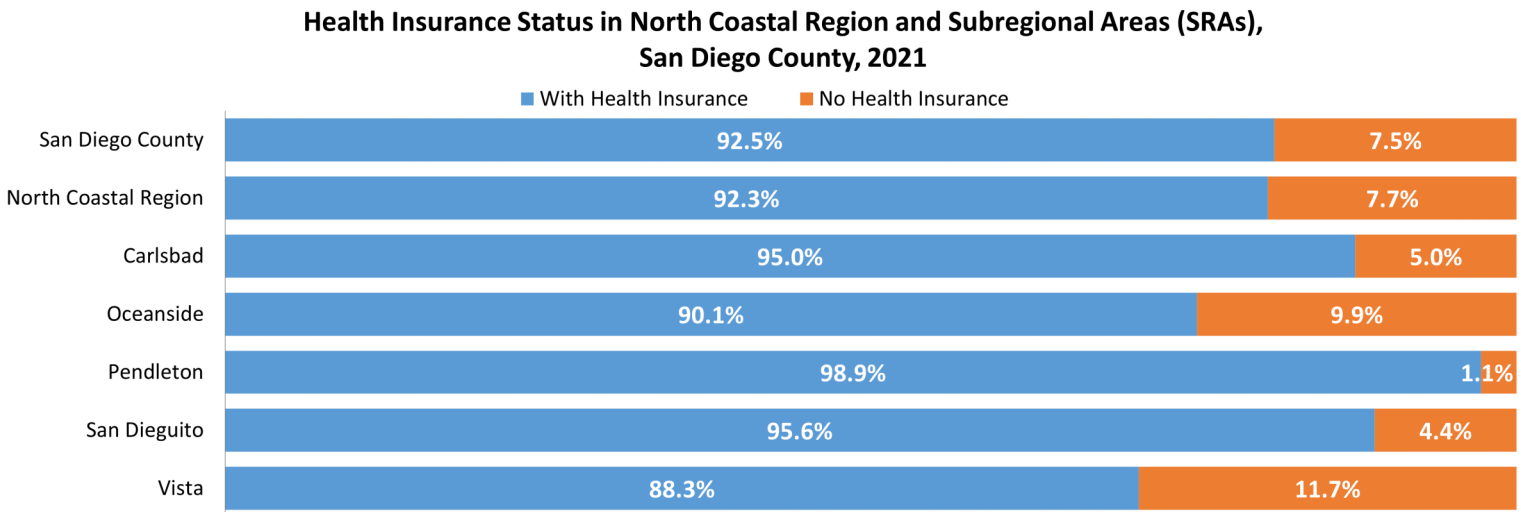 Health Insurance Status in North Coastal Region and Subregional Areas (SRAs),
San Diego County, 2021
With Health Insurance No Health Insurance
San Diego County 92.5% 7.5%
North Coastal Region 92.3% 7.7%
Carlsbad 95.0% 5.0%
Oceanside 90.1% 9.9%
Pendleton 98.9% 1.1%
San Dieguito 95.6% 4.4%
Vista 88.3% 11.7%